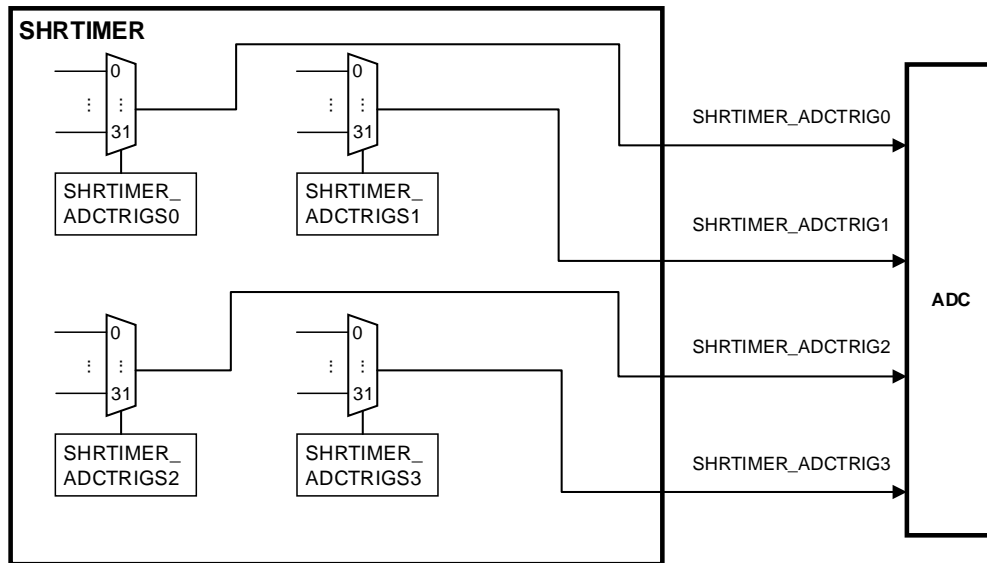 SHRTIMER
0
⋮ ⋮
31
SHRTIMER_
ADCTRIGS0
0
⋮ ⋮
31
SHRTIMER_
ADCTRIGS1
0
⋮ ⋮
31
SHRTIMER_
ADCTRIGS2
0
⋮ ⋮
31
SHRTIMER_
ADCTRIGS3
SHRTIMER_ADCTRIG0
SHRTIMER_ADCTRIG1
SHRTIMER_ADCTRIG2
SHRTIMER_ADCTRIG3
ADC